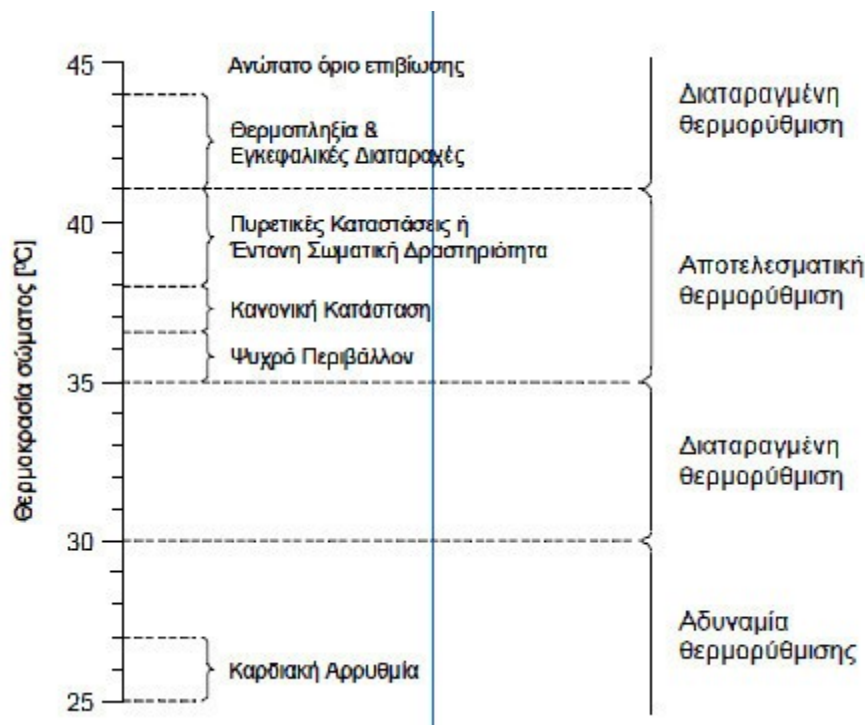 45
Ανώτατο όριο επιβίωσης
Διαταραγμένη
θερμορύθμιση
Θερμοπληξία &
Εγκεφαλικές Διαταραχές
40
Πυρετικές Καταστάσεις ή
Έντονη Σωματική Δραστηριότητα
Αποτελεσματική
θερμορύθμιση
Κανονική Κατάσταση
Ψυχρό Περιβάλλον
35
Θερμοκρασία σώματος [ºC]
Διαταραγμένη
θερμορύθμιση
30
Αδυναμία
θερμορύθμισης
Καρδιακή Αρρυθμία
25